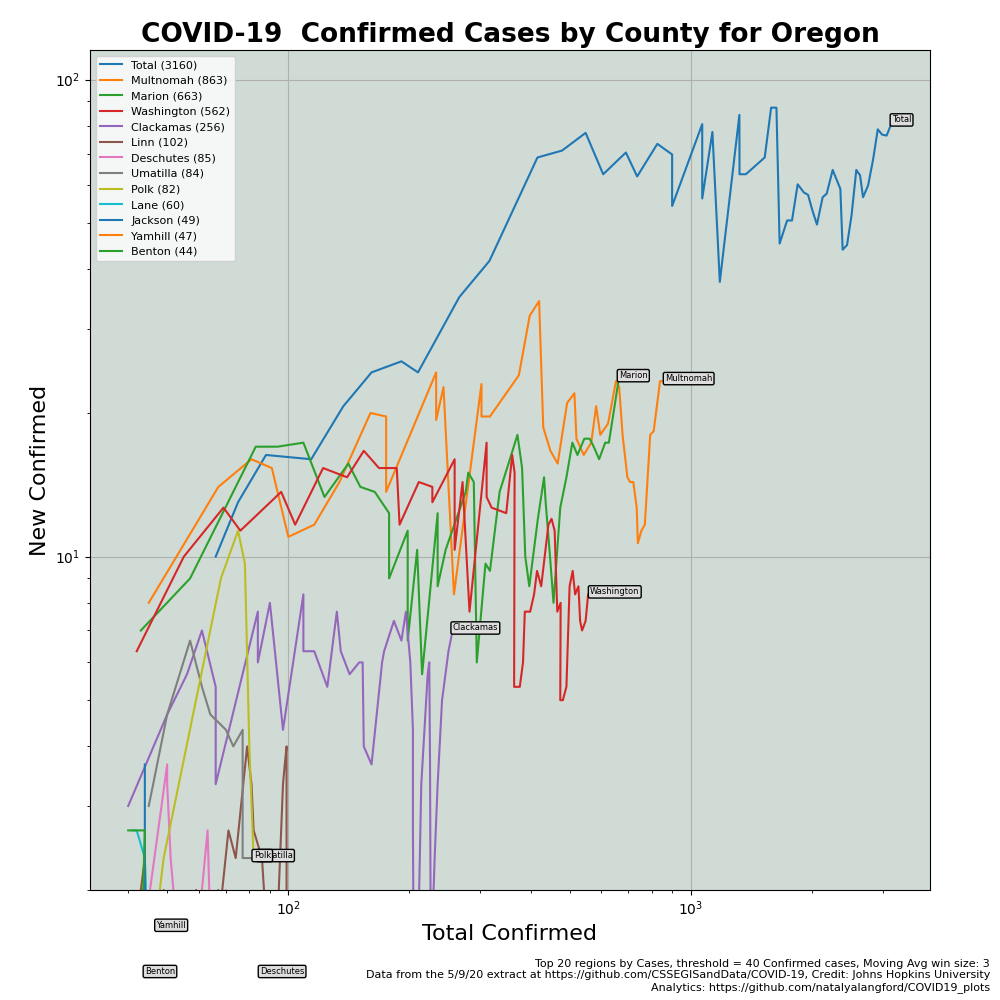 COVID-19  Confirmed Cases by County for Oregon
Total (3160)
Multnomah (863)
Marion (663)
Washington (562)
Clackamas (256)
Linn (102)
Deschutes (85)
Umatilla (84)
Polk (82)
Lane (60)
Jackson (49)
Yamhill (47)
Benton (44)
10²
10¹
New Confirmed
Total
Marion
Multnomah
Washington
Clackamas
Polk
atilla
10²
10³
Total Confirmed
Yamhill
Benton
Deschutes
Top 20 regions by Cases, threshold = 40 Confirmed cases, Moving Avg win size: 3
Data from the 5/9/20 extract at https://github.com/CSSEGISandData/COVID-19, Credit: Johns Hopkins University
Analytics: https://github.com/natalyalangford/COVID19_plots